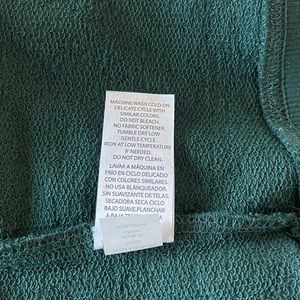 MACHINE WASH COLD ON
DELICATE CYCLE WITH
SIMILAR COLORS.
DO NOT BLEACH.
NO FABRIC SOFTENER.
TUMBLE DRY LOW
GENTLE CYCLE.
IRON AT LOW TEMPERATURE
IF NEEDED.
DO NOT DRY CLEAN.
LAVAR A MÁQUINA EN
FRÍO EN CICLO DELICADO
CON COLORES SIMILARES.
NO USAR BLANQUEADOR.
SIN SUAVIZANTE DE TELAS.
SECADORA SECA CICLO
BAJO SUAVE.PLANCHAR
A BAJA